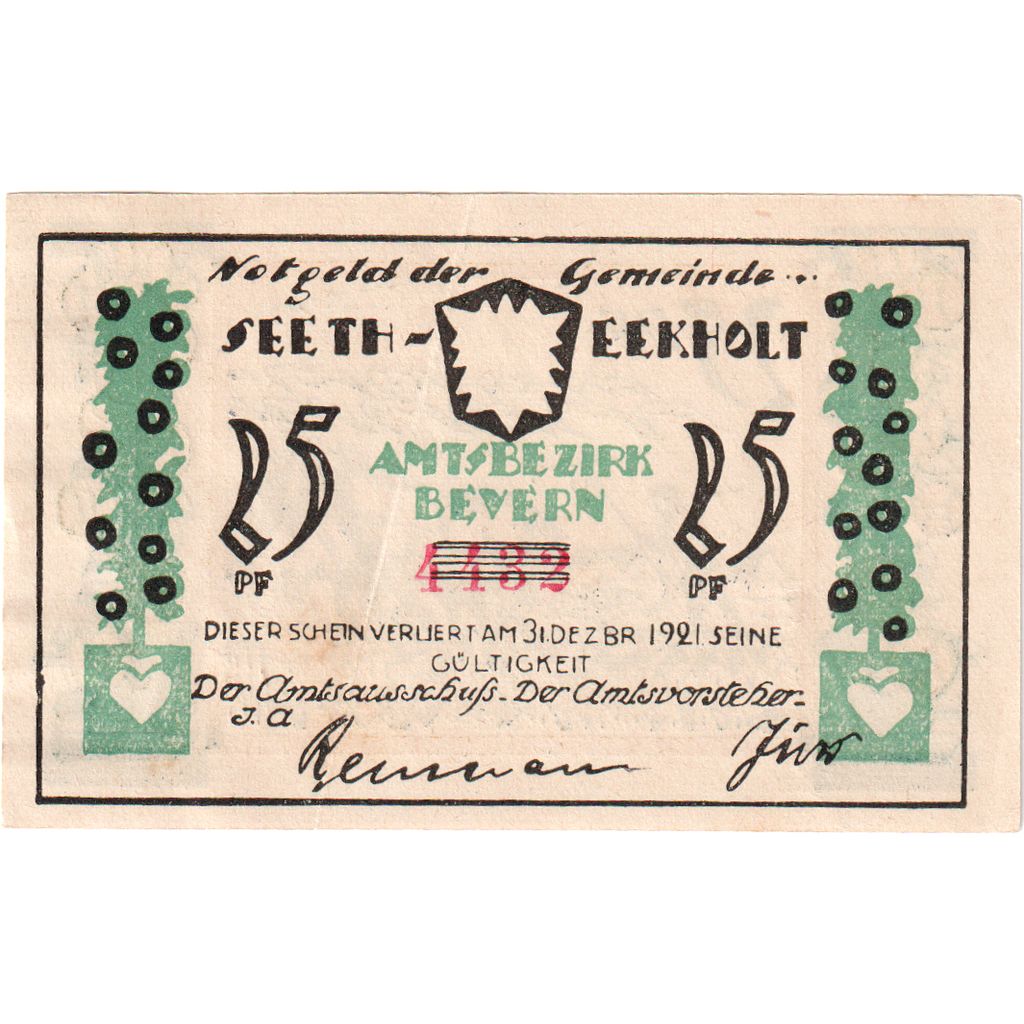 Notgeld der Gemeinde..
SEETH- EEKHOLT
25 25
AMTSBEZIRK
BEVERN
PF PF
4432
DIESER SCHEIN VERLIERT AM 31. DEZBR 1921. SEINE
GÜLTIGKEIT
Der Amtsausschuß - Der Amtsvorsteher -
J. A